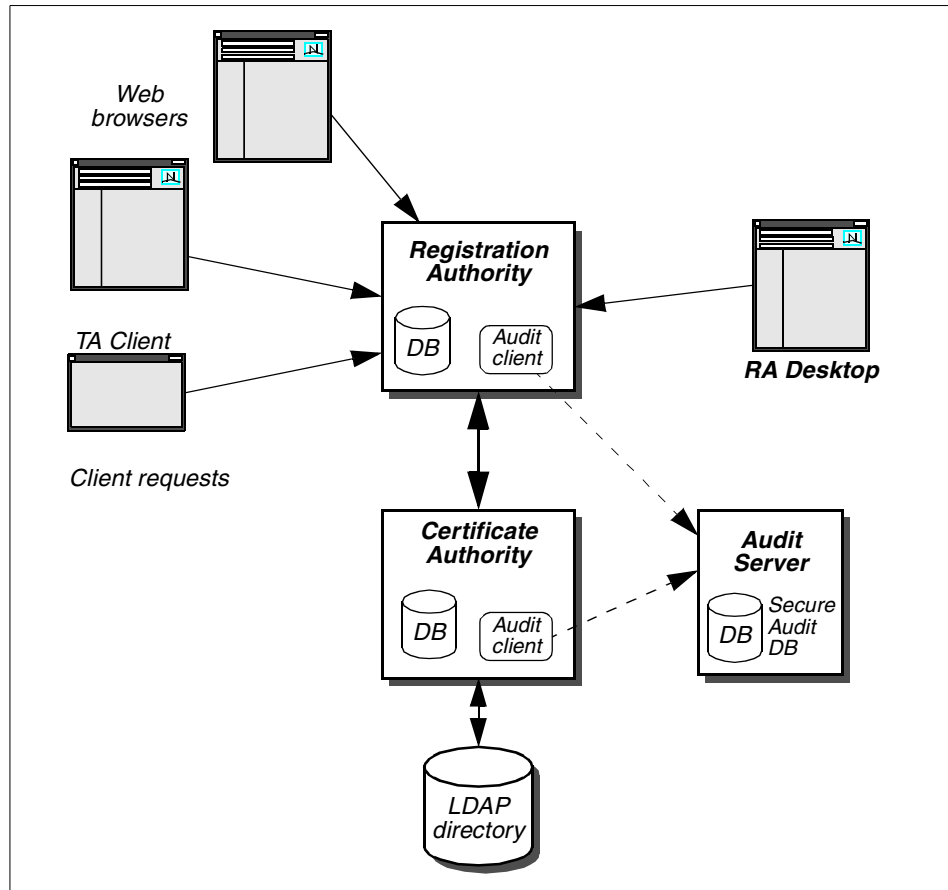 Web
browsers
Registration
Authority
DB
Audit
client
TA Client
RA Desktop
Client requests
Certificate
Authority
DB
Audit
client
Audit
Server
DB
Secure
Audit
DB
LDAP
directory